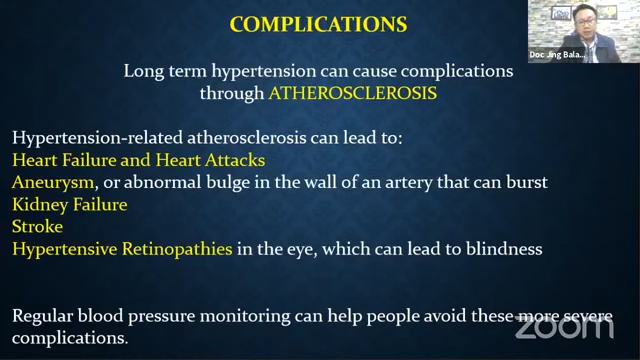 COMPLICATIONS
Long term hypertension can cause complications
through ATHEROSCLEROSIS
Hypertension-related atherosclerosis can lead to:
Heart Failure and Heart Attacks
Aneurysm, or abnormal bulge in the wall of an artery that can burst
Kidney Failure
Stroke
Hypertensive Retinopathies in the eye, which can lead to blindness
Regular blood pressure monitoring can help people avoid these more severe
complications.
Doc Jing Bala...
zoom